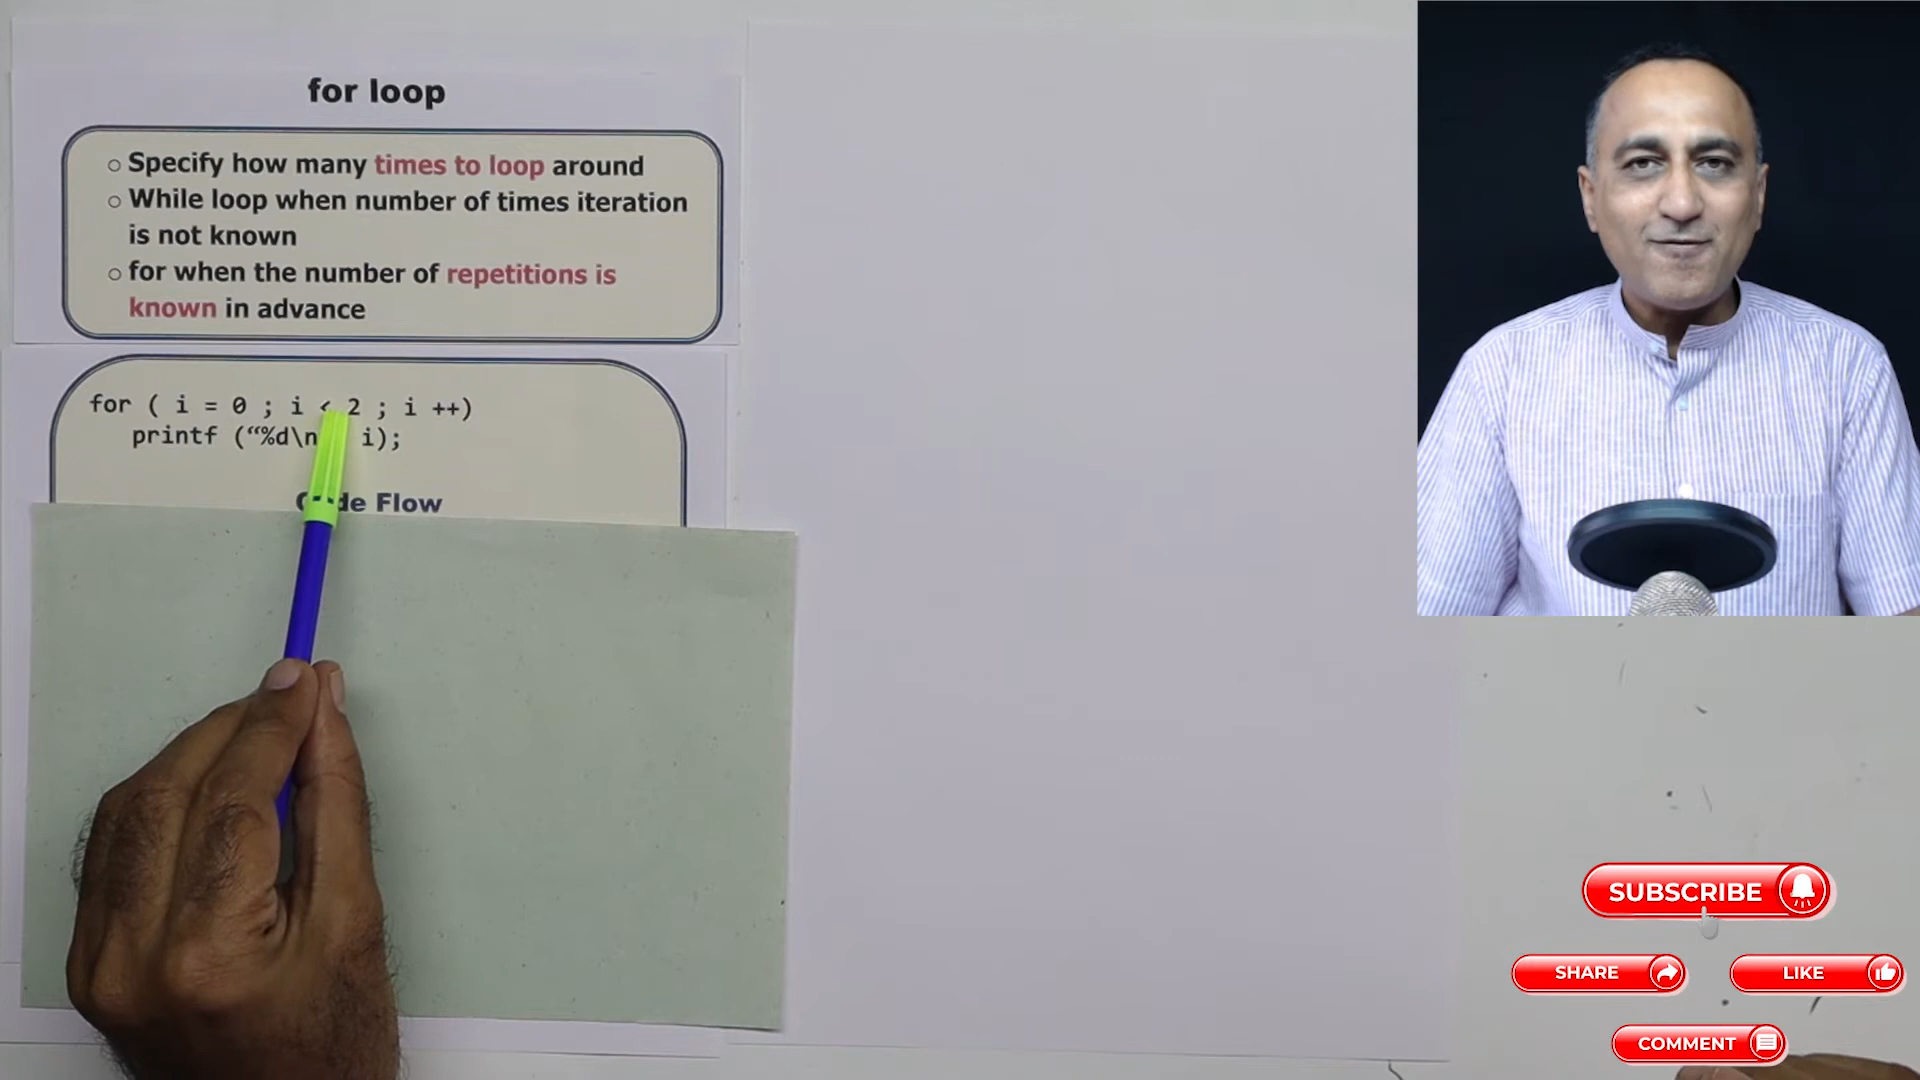 for loop
○ Specify how many times to loop around
○ While loop when number of times iteration
is not known
○ for when the number of repetitions is
known in advance
for ( i = 0 ; i < 2 ; i ++)
printf (“%d\n i);
Flow
SUBSCRIBE
SHARE
LIKE
COMMENT